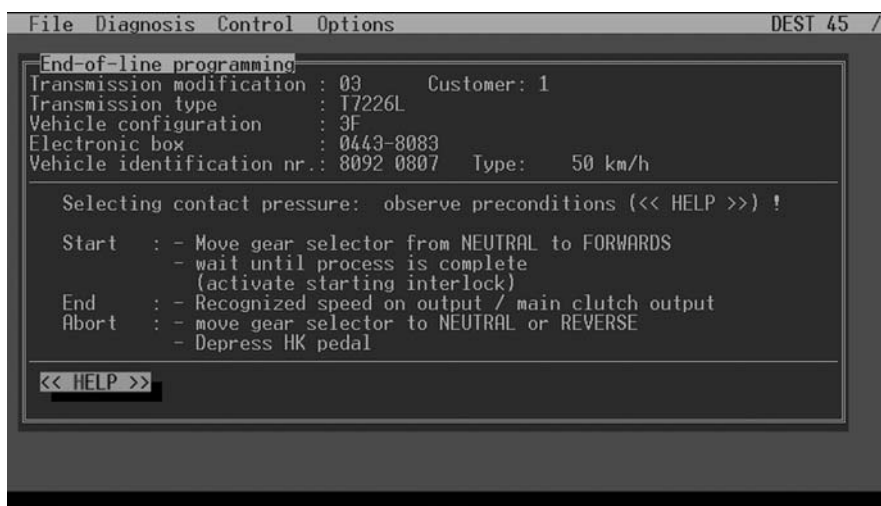 File Diagnosis Control Options DEST 45 /
End-of-line programming
Transmission modification : 03 Customer: 1
Transmission type : T7226L
Vehicle configuration : 3F
Electronic box : 0443-8083
Vehicle identification nr.: 8092 0807 Type: 50 km/h
Selecting contact pressure: observe preconditions (<< HELP >>) !
Start : - Move gear selector from NEUTRAL to FORWARDS
- wait until process is complete
(activate starting interlock)
End : - Recognized speed on output / main clutch output
Abort : - move gear selector to NEUTRAL or REVERSE
- Depress HK pedal
<< HELP >>